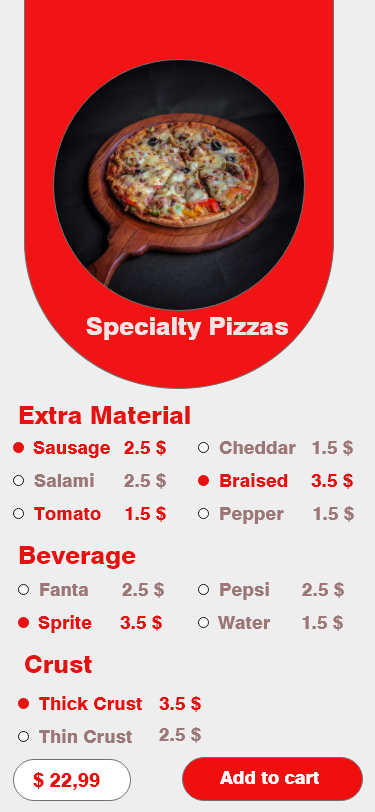 Specialty Pizzas
Extra Material
Sausage 2.5 $ Cheddar 1.5 $
Salami 2.5 $ Braised 3.5 $
Tomato 1.5 $ Pepper 1.5 $
Beverage
Fanta 2.5 $ Pepsi 2.5 $
Sprite 3.5 $ Water 1.5 $
Crust
Thick Crust 3.5 $
Thin Crust 2.5 $
$ 22,99 Add to cart